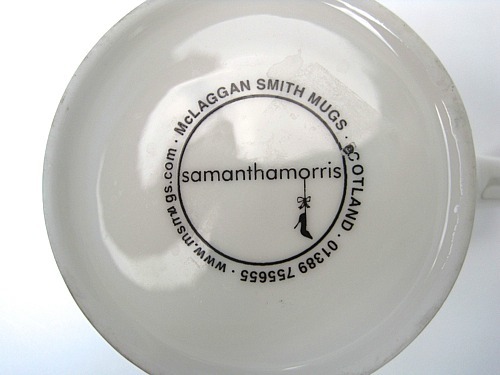 McLAGGAN SMITH MUGS · SCOTLAND · 01389 755655 · www.msmugs.com ·
samanthamorris